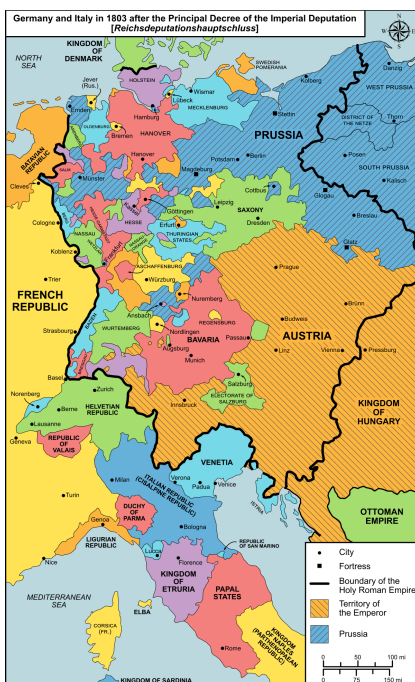 Germany and Italy in 1803 after the Principal Decree of the Imperial Deputation
[Reichsdeputationshauptschluss]
NORTH
SEA
KINGDOM
OF
DENMARK
SWEDISH
POMERANIA
Danzig
Kolberg
WEST PRUSSIA
HOLSTEIN
Jever
(Rus.)
Wismar
Lübeck
MECKLENBURG
Emden
Hamburg
Stettin
Thorn
DISTRICT OF
THE NETZE
OLDENBURG
Bremen
HANOVER
PRUSSIA
BATAVIAN
REPUBLIC
Hanover
Potsdam
Berlin
Posen
SOUTH PRUSSIA
SALM
Münster
Magdeburg
Kalisch
Cleves
Cottbus
Glogau
Kassel
Göttingen
Leipzig
SAXONY
Breslau
Cologne
HESSE
Erfurt
Dresden
THURINGIAN
STATES
NASSAU
Glatz
Koblenz
Frankfurt
ASCHAFFENBURG
Prague
Trier
Würzburg
FRENCH
REPUBLIC
Nuremberg
Brünn
Ansbach
REGENSBURG
BADEN
Nordlingen
Budweis
AUSTRIA
Strasbourg
WURTEMBERG
BAVARIA
Passau
Augsburg
Linz
Vienna
Pressburg
Munich
Basel
Salzburg
Zurich
ELECTORATE OF
SALZBURG
KINGDOM
OF
HUNGARY
Norenberg
Innsbruck
Berne
HELVETIAN
REPUBLIC
Lausanne
Geneva
REPUBLIC
OF
VALAIS
VENETIA
ITALIAN REPUBLIC
(CISALPINE REPUBLIC)
Verona
Padua
Venice
Milan
ISTRIA
Turin
DUCHY
OF
PARMA
OTTOMAN
EMPIRE
Genoa
Bologna
LIGURIAN
REPUBLIC
REPUBLIC
OF SAN MARINO
Lucca
Nice
Florence
KINGDOM
OF
ETRURIA
MEDITERRANEAN
SEA
PAPAL
STATES
ELBA
CORSICA
(FR.)
KINGDOM
OF NAPLES
(PARTHENOPAEAN
REPUBLIC)
Rome
KINGDOM OF SARDINIA
City
Fortress
Boundary of the
Holy Roman Empire
Territory of
the Emperor
Prussia
0 50 100 mi
0 75 150 mi